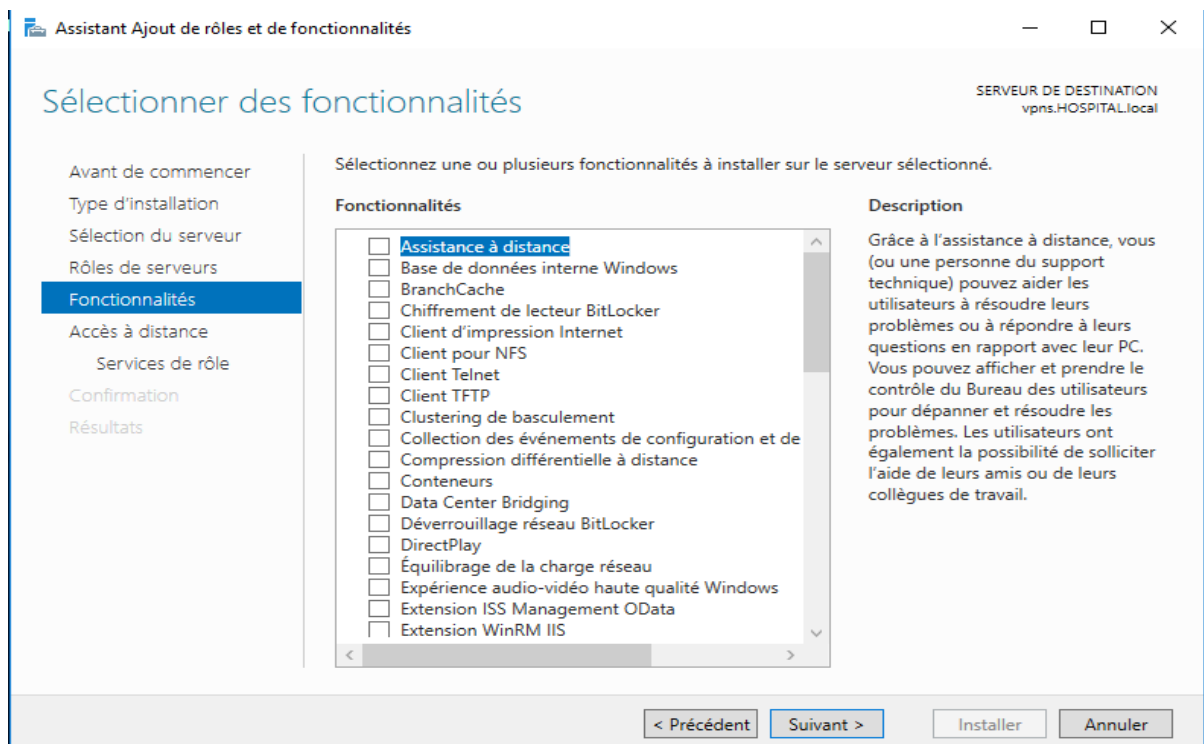 Assistant Ajout de rôles et de fonctionnalités
Sélectionner des fonctionnalités
SERVEUR DE DESTINATION
vpns.HOSPITAL.local
Avant de commencer
Type d'installation
Sélection du serveur
Rôles de serveurs
Fonctionnalités
Accès à distance
Services de rôle
Confirmation
Résultats
Sélectionnez une ou plusieurs fonctionnalités à installer sur le serveur sélectionné.
Fonctionnalités
Assistance à distance
Base de données interne Windows
BranchCache
Chiffrement de lecteur BitLocker
Client d'impression Internet
Client pour NFS
Client Telnet
Client TFTP
Clustering de basculement
Collection des événements de configuration et de
Compression différentielle à distance
Conteneurs
Data Center Bridging
Déverrouillage réseau BitLocker
DirectPlay
Équilibrage de la charge réseau
Expérience audio-vidéo haute qualité Windows
Extension ISS Management OData
Extension WinRM IIS
Description
Grâce à l'assistance à distance, vous
(ou une personne du support
technique) pouvez aider les
utilisateurs à résoudre leurs
problèmes ou à répondre à leurs
questions en rapport avec leur PC.
Vous pouvez afficher et prendre le
contrôle du Bureau des utilisateurs
pour dépanner et résoudre les
problèmes. Les utilisateurs ont
également la possibilité de solliciter
l'aide de leurs amis ou de leurs
collègues de travail.
< Précédent
Suivant >
Installer
Annuler